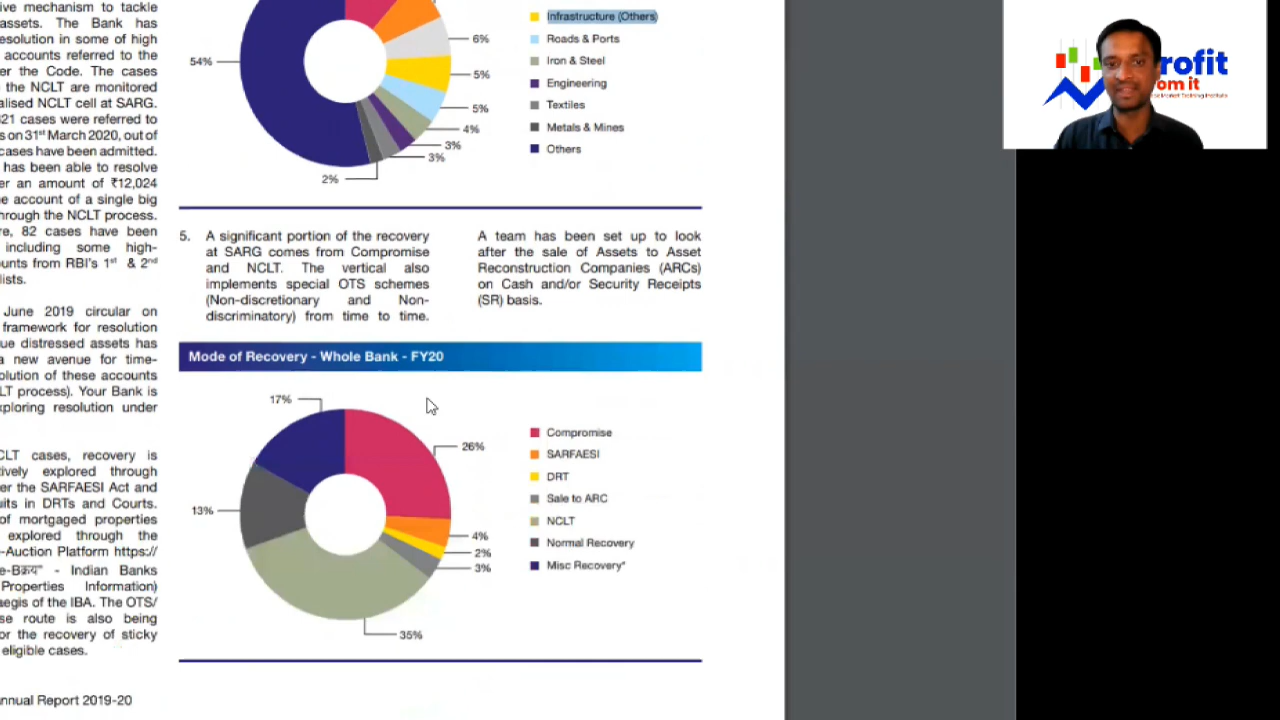 ive mechanism to tackle
assets. The Bank has
esolution in some of high
accounts referred to the
er the Code. The cases
the NCLT are monitored
alised NCLT cell at SARG.
321 cases were referred to
s on 31st March 2020, out of
cases have been admitted.
has been able to resolve
er an amount of ₹12,024
e account of a single big
hrough the NCLT process.
re, 82 cases have been
including some high-
unts from RBI's 1st & 2nd
lists.
June 2019 circular on
framework for resolution
ue distressed assets has
a new avenue for time-
olution of these accounts
LT process). Your Bank is
xploring resolution under
CLT cases, recovery is
tively explored through
er the SARFAESI Act and
uits in DRTs and Courts.
of mortgaged properties
explored through the
-Auction Platform https://
e-Bक्रय" - Indian Banks
Properties Information)
aegis of the IBA. The OTS/
se route is also being
or the recovery of sticky
eligible cases.
nnual Report 2019-20
54%
6%
5%
5%
4%
3%
3%
2%
Infrastructure (Others)
Roads & Ports
Iron & Steel
Engineering
Textiles
Metals & Mines
Others
5. A significant portion of the recovery
at SARG comes from Compromise
and NCLT. The vertical also
implements special OTS schemes
(Non-discretionary and Non-
discriminatory) from time to time.
A team has been set up to look
after the sale of Assets to Asset
Reconstruction Companies (ARCs)
on Cash and/or Security Receipts
(SR) basis.
Mode of Recovery - Whole Bank - FY20
17%
26%
13%
4%
2%
3%
35%
Compromise
SARFAESI
DRT
Sale to ARC
NCLT
Normal Recovery
Misc Recovery*
rofit
om it
Market Training Institute